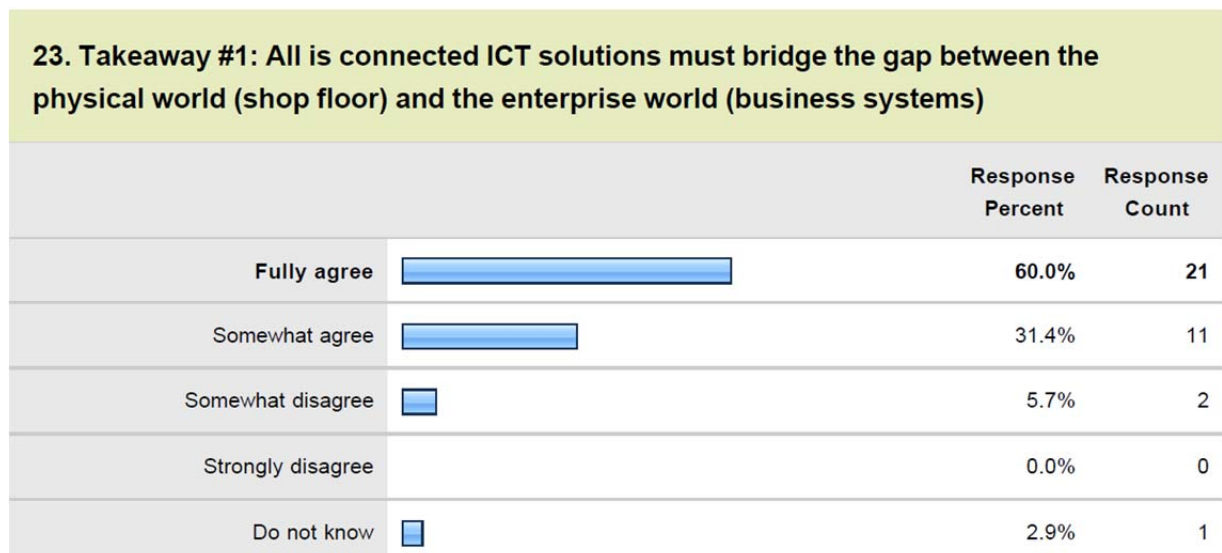 23. Takeaway #1: All is connected ICT solutions must bridge the gap between the
physical world (shop floor) and the enterprise world (business systems)
Response Percent Response Count
Fully agree 60.0% 21
Somewhat agree 31.4% 11
Somewhat disagree 5.7% 2
Strongly disagree 0.0% 0
Do not know 2.9% 1